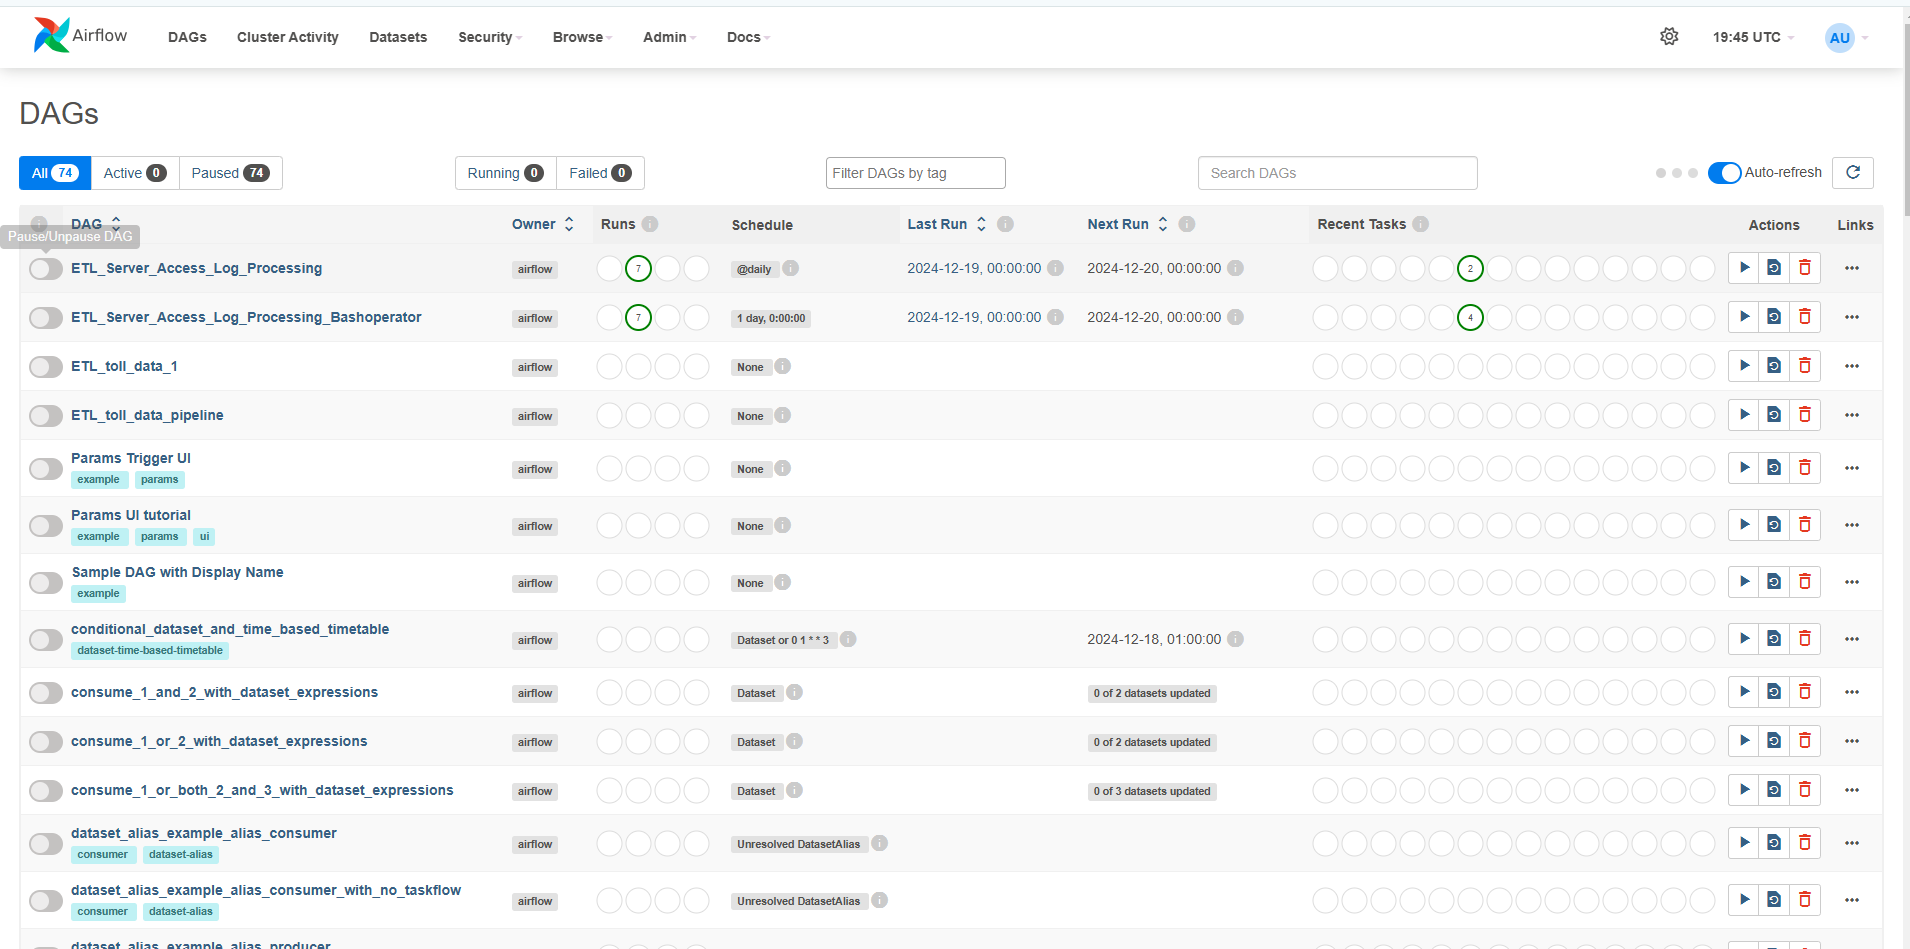 Airflow DAGs Cluster Activity Datasets Security Browse Admin Docs 19:45 UTC AU
DAGs
All 74 Active 0 Paused 74 Running 0 Failed 0 Filter DAGs by tag Search DAGs Auto-refresh
DAG Owner Runs Schedule Last Run Next Run Recent Tasks Actions Links
Pause/Unpause DAG
ETL_Server_Access_Log_Processing airflow 7 @daily 2024-12-19, 00:00:00 2024-12-20, 00:00:00 2
ETL_Server_Access_Log_Processing_Bashoperator airflow 7 1 day, 0:00:00 2024-12-19, 00:00:00 2024-12-20, 00:00:00 4
ETL_toll_data_1 airflow None
ETL_toll_data_pipeline airflow None
Params Trigger UI airflow None
example params
Params UI tutorial airflow None
example params ui
Sample DAG with Display Name airflow None
example
conditional_dataset_and_time_based_timetable airflow Dataset or 0 1 * * 3 2024-12-18, 01:00:00
dataset-time-based-timetable
consume_1_and_2_with_dataset_expressions airflow Dataset 0 of 2 datasets updated
consume_1_or_2_with_dataset_expressions airflow Dataset 0 of 2 datasets updated
consume_1_or_both_2_and_3_with_dataset_expressions airflow Dataset 0 of 3 datasets updated
dataset_alias_example_alias_consumer airflow Unresolved DatasetAlias
consumer dataset-alias
dataset_alias_example_alias_consumer_with_no_taskflow airflow Unresolved DatasetAlias
consumer dataset-alias
dataset_alias_example_alias_producer